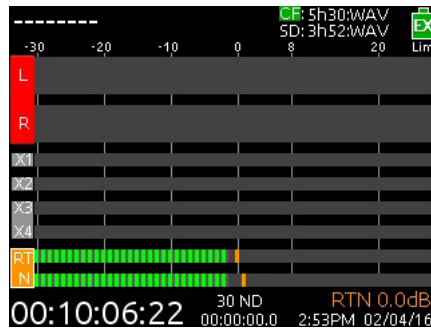 -------- CF: 5h30:WAV
SD: 3h52:WAV EX
-30 -20 -10 0 8 20 Lim
L
R
X1
X2
X3
X4
RT
N
00:10:06:22 30 ND RTN 0.0dB
00:00:00.0 2:53PM 02/04/16